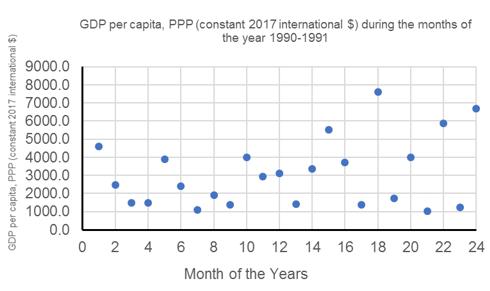 GDP per capita, PPP (constant 2017 international $) during the months of
the year 1990-1991
GDP per capita, PPP (constant 2017 international $)
9000.0
8000.0
7000.0
6000.0
5000.0
4000.0
3000.0
2000.0
1000.0
0.0
0 2 4 6 8 10 12 14 16 18 20 22 24
Month of the Years